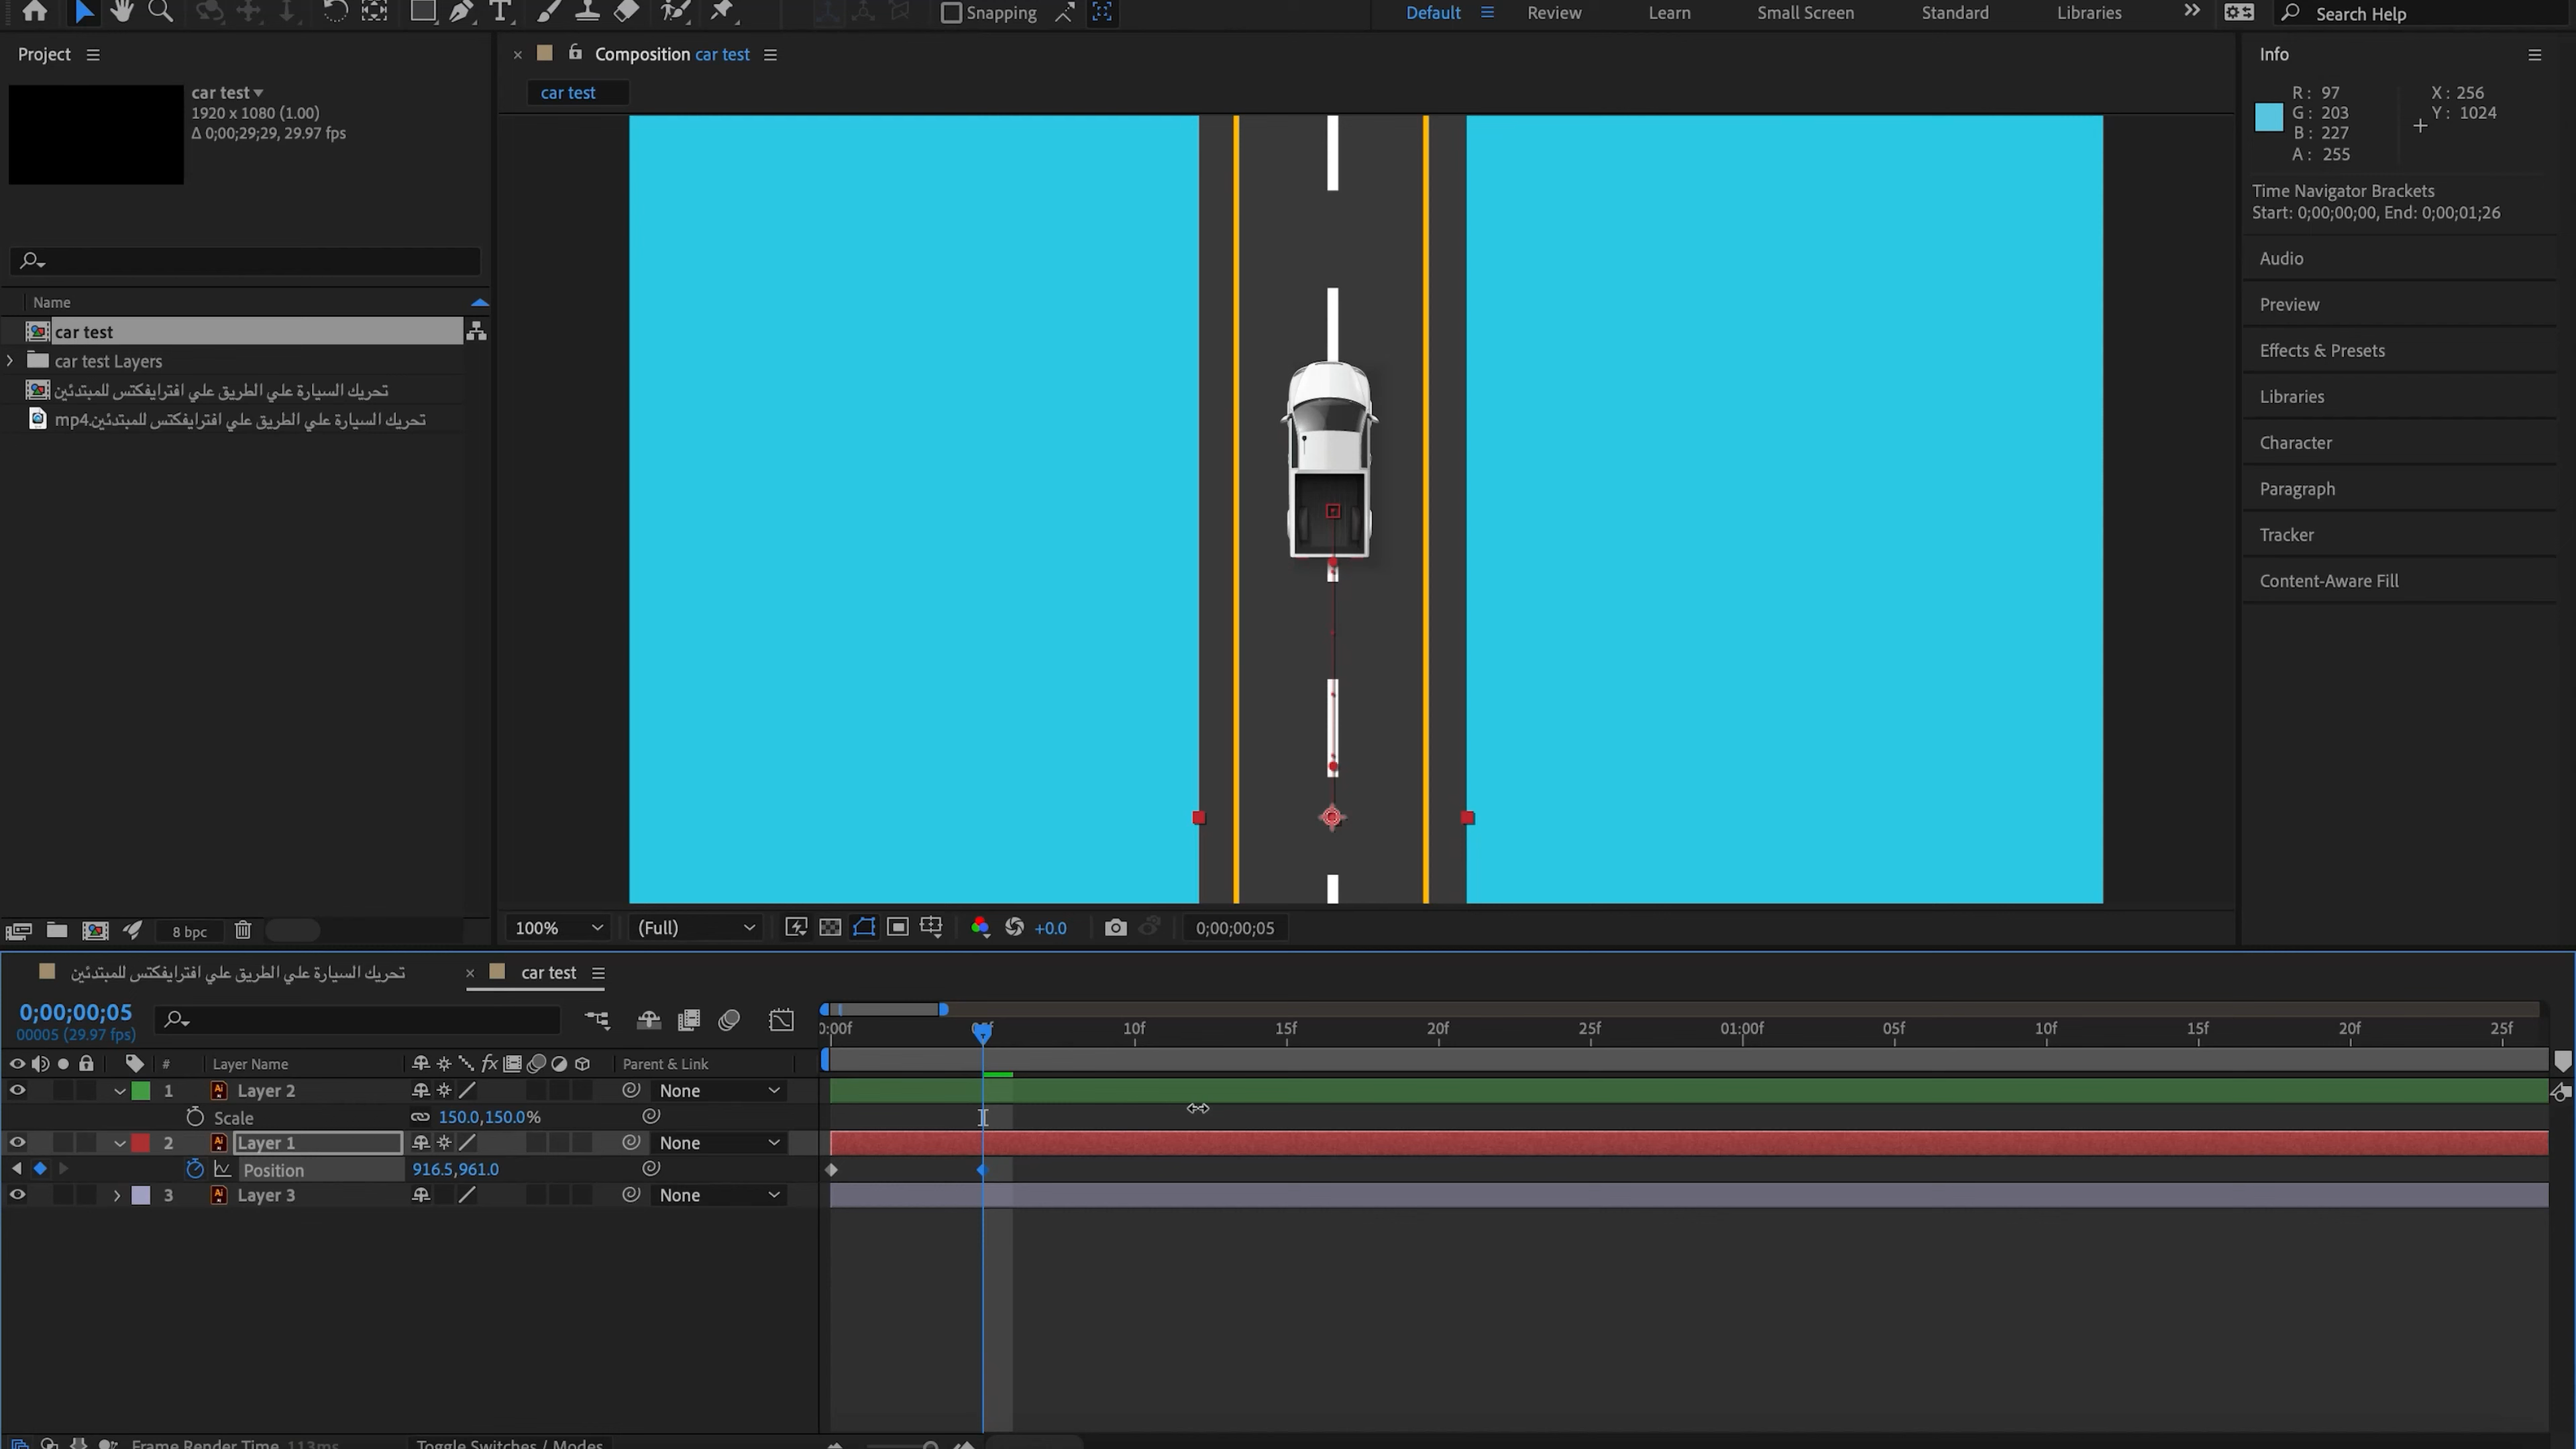 Snapping
Default
Review
Learn
Small Screen
Standard
Libraries
Search Help
Project
car test
1920 x 1080 (1.00)
Δ 0;00;29;29, 29.97 fps
Name
car test
car test Layers
تحريك السيارة علي الطريق علي افترايفكتس للمبتدئين
تحريك السيارة علي الطريق علي افترايفكتس للمبتدئين.mp4
8 bpc
Composition car test
car test
100%
(Full)
+0.0
0;00;00;05
Info
R: 97
G: 203
B: 227
A: 255
X: 256
Y: 1024
Time Navigator Brackets
Start: 0;00;00;00, End: 0;00;01;26
Audio
Preview
Effects & Presets
Libraries
Character
Paragraph
Tracker
Content-Aware Fill
تحريك السيارة علي الطريق علي افترايفكتس للمبتدئين
car test
0;00;00;05
00005 (29.97 fps)
0:00f 10f 15f 20f 25f 01:00f 05f 10f 15f 20f 25f
# Layer Name fx Parent & Link
1 Ai Layer 2 None
Scale 150.0,150.0%
2 Ai Layer 1 None
Position 916.5,961.0
3 Ai Layer 3 None
Frame Render Time 113ms
Toggle Switches / Modes